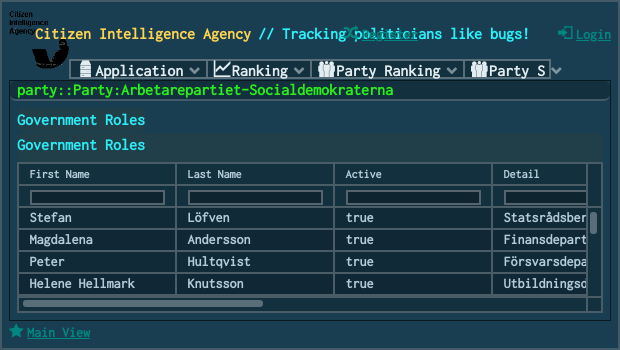 Citizen
Intelligence
Agency
Citizen Intelligence Agency // Tracking politicians like bugs!
Register
Login
Application
Ranking
Party Ranking
Party S
party::Party:Arbetarepartiet-Socialdemokraterna
Government Roles
Government Roles
First Name Last Name Active Detail
Stefan Löfven true Statsrådsber
Magdalena Andersson true Finansdepart
Peter Hultqvist true Försvarsdepa
Helene Hellmark Knutsson true Utbildningsd
Main View